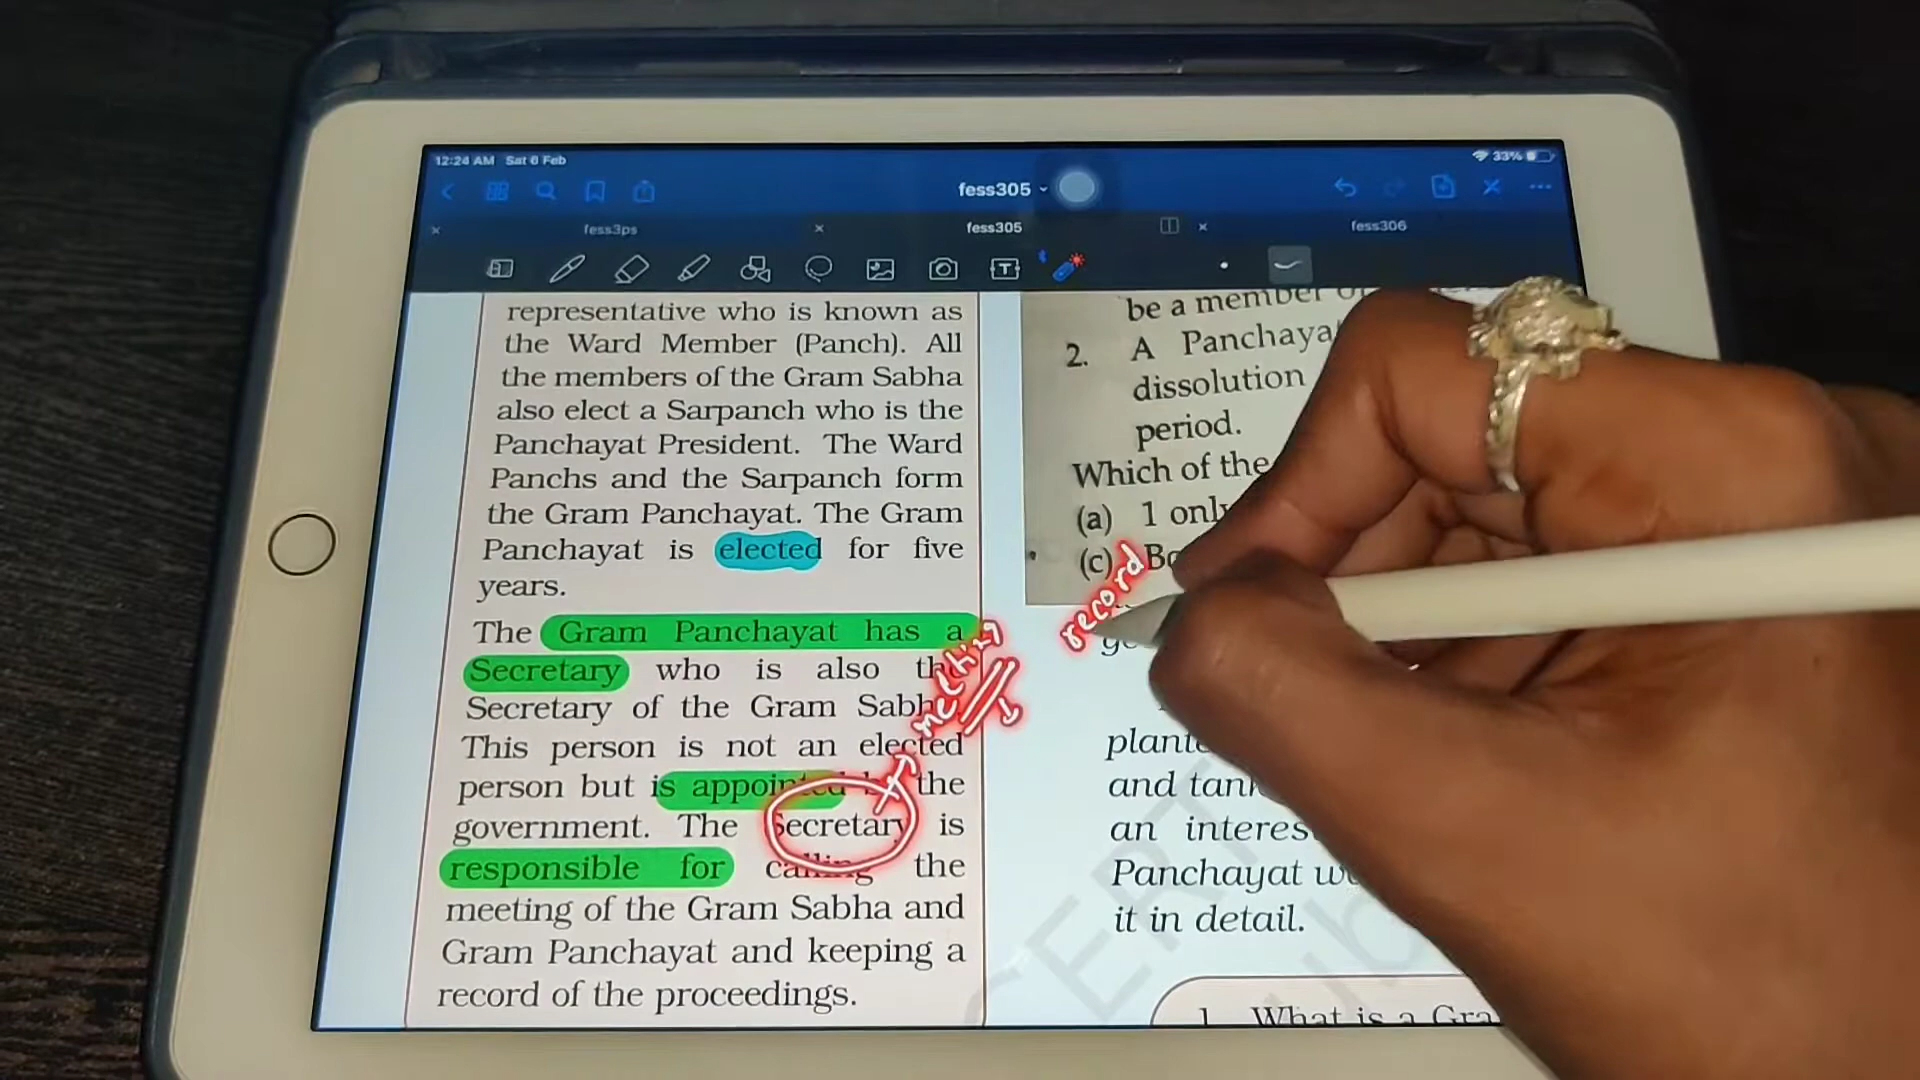 12:24 AM Sat 6 Feb
33%
fess305
fess3ps
fess305
fess306
representative who is known as
the Ward Member (Panch). All
the members of the Gram Sabha
also elect a Sarpanch who is the
Panchayat President. The Ward
Panchs and the Sarpanch form
the Gram Panchayat. The Gram
Panchayat is elected for five
years.
The Gram Panchayat has a
Secretary who is also the
Secretary of the Gram Sabh
This person is not an elected
person but is appointed by the
government. The Secretary is
responsible for calling the
meeting of the Gram Sabha and
Gram Panchayat and keeping a
record of the proceedings.
meeting
record
be a member
2. A Panchayat
dissolution
period.
Which of the
(a) 1 only
(c) Bo
plante
and tank
an interes
Panchayat
it in detail.
1. What is a Gra